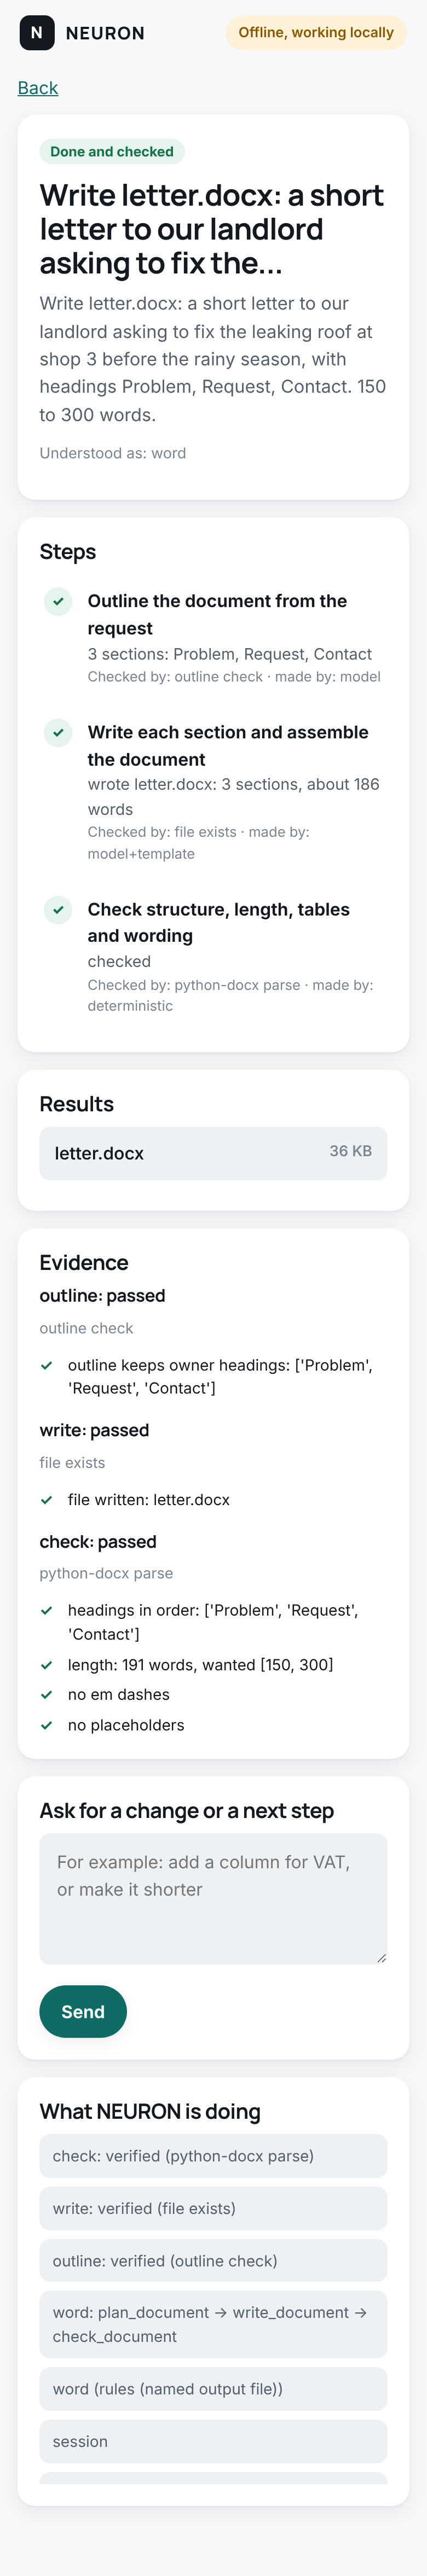 N NEURON
Offline, working locally
Back
Done and checked
Write letter.docx: a short
letter to our landlord
asking to fix the...
Write letter.docx: a short letter to our
landlord asking to fix the leaking roof at
shop 3 before the rainy season, with
headings Problem, Request, Contact. 150
to 300 words.
Understood as: word
Steps
Outline the document from the
request
3 sections: Problem, Request, Contact
Checked by: outline check · made by: model
Write each section and assemble
the document
wrote letter.docx: 3 sections, about 186
words
Checked by: file exists · made by:
model+template
Check structure, length, tables
and wording
checked
Checked by: python-docx parse · made by:
deterministic
Results
letter.docx
36 KB
Evidence
outline: passed
outline check
outline keeps owner headings: ['Problem',
'Request', 'Contact']
write: passed
file exists
file written: letter.docx
check: passed
python-docx parse
headings in order: ['Problem', 'Request',
'Contact']
length: 191 words, wanted [150, 300]
no em dashes
no placeholders
Ask for a change or a next step
For example: add a column for VAT,
or make it shorter
Send
What NEURON is doing
check: verified (python-docx parse)
write: verified (file exists)
outline: verified (outline check)
word: plan_document → write_document →
check_document
word (rules (named output file))
session